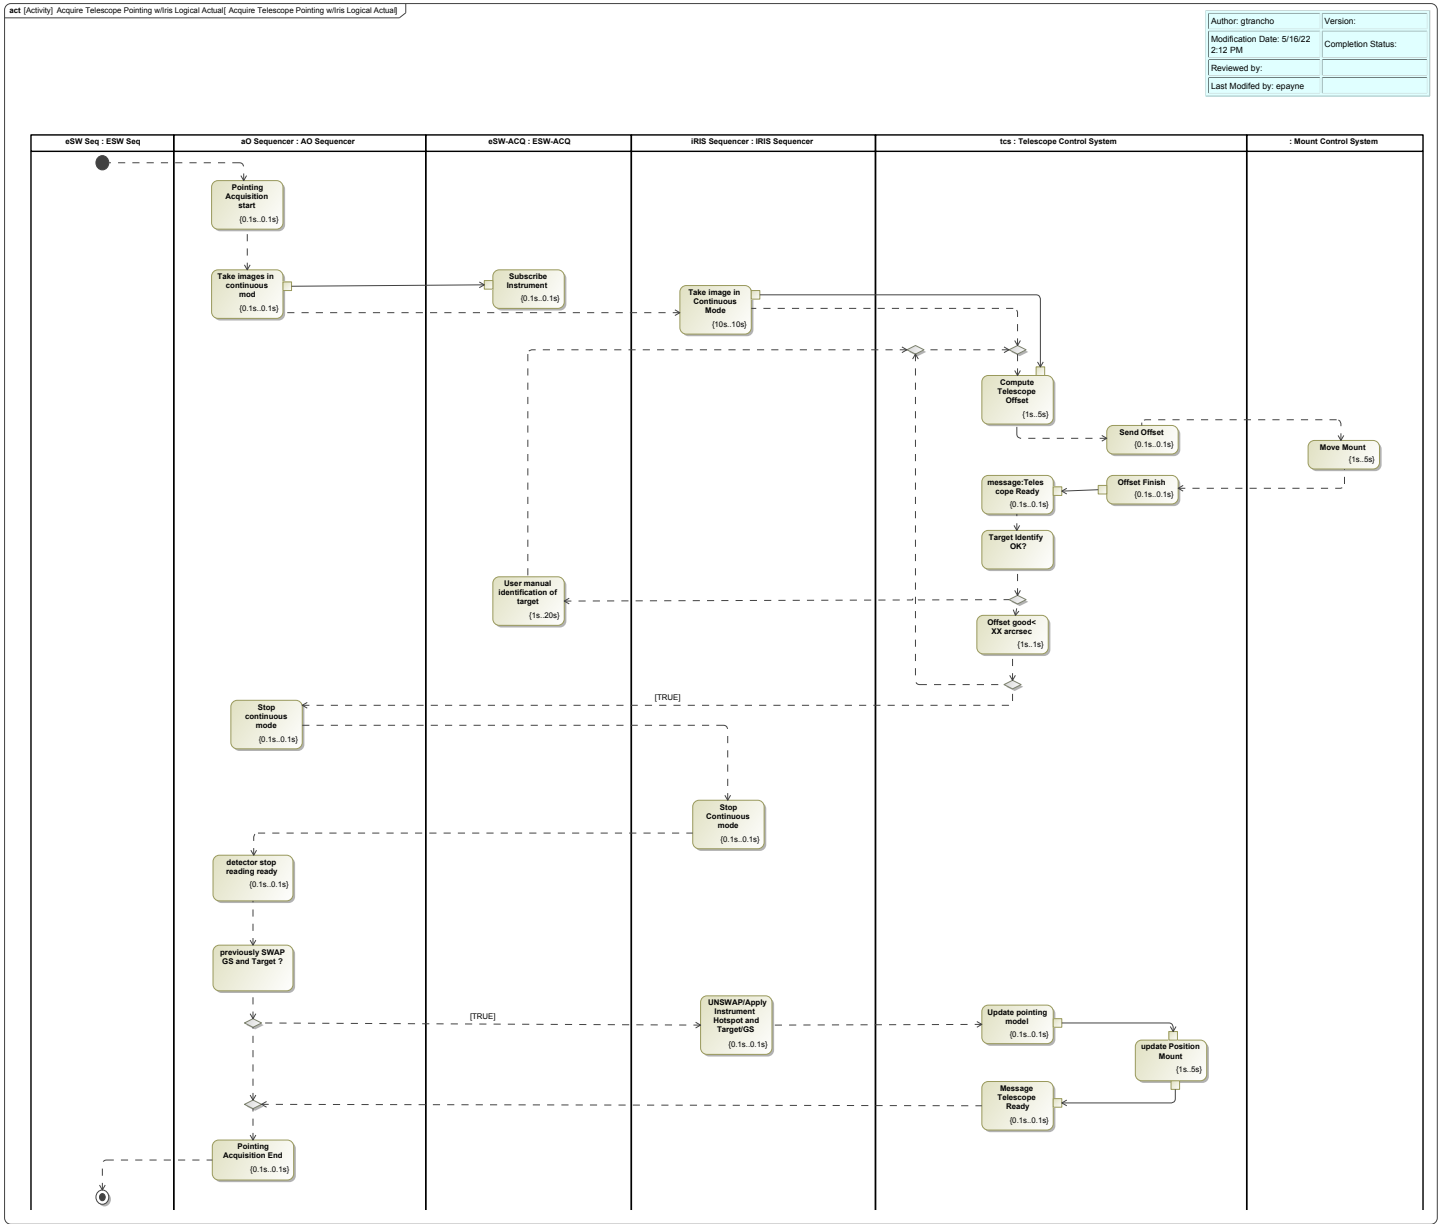 act [Activity] Acquire Telescope Pointing w/Iris Logical Actual[ Acquire Telescope Pointing w/Iris Logical Actual]
Author: gtrancho
Version:
Modification Date: 5/16/22
2:12 PM
Completion Status:
Reviewed by:
Last Modifed by: epayne
eSW Seq : ESW Seq
aO Sequencer : AO Sequencer
eSW-ACQ : ESW-ACQ
iRIS Sequencer : IRIS Sequencer
tcs : Telescope Control System
: Mount Control System
Pointing
Acquisition
start
{0.1s..0.1s}
Take images in
continuous
mod
{0.1s..0.1s}
Subscribe
Instrument
{0.1s..0.1s}
Take image in
Continuous
Mode
{10s..10s}
Compute
Telescope
Offset
{1s..5s}
Send Offset
{0.1s..0.1s}
Move Mount
{1s..5s}
message:Teles
cope Ready
{0.1s..0.1s}
Offset Finish
{0.1s..0.1s}
Target Identify
OK?
User manual
identification of
target
{1s..20s}
Offset good<
XX arcrsec
{1s..1s}
[TRUE]
Stop
continuous
mode
{0.1s..0.1s}
Stop
Continuous
mode
{0.1s..0.1s}
detector stop
reading ready
{0.1s..0.1s}
previously SWAP
GS and Target ?
[TRUE]
UNSWAP/Apply
Instrument
Hotspot and
Target/GS
{0.1s..0.1s}
Update pointing
model
{0.1s..0.1s}
update Position
Mount
{1s..5s}
Message
Telescope
Ready
{0.1s..0.1s}
Pointing
Acquisition End
{0.1s..0.1s}